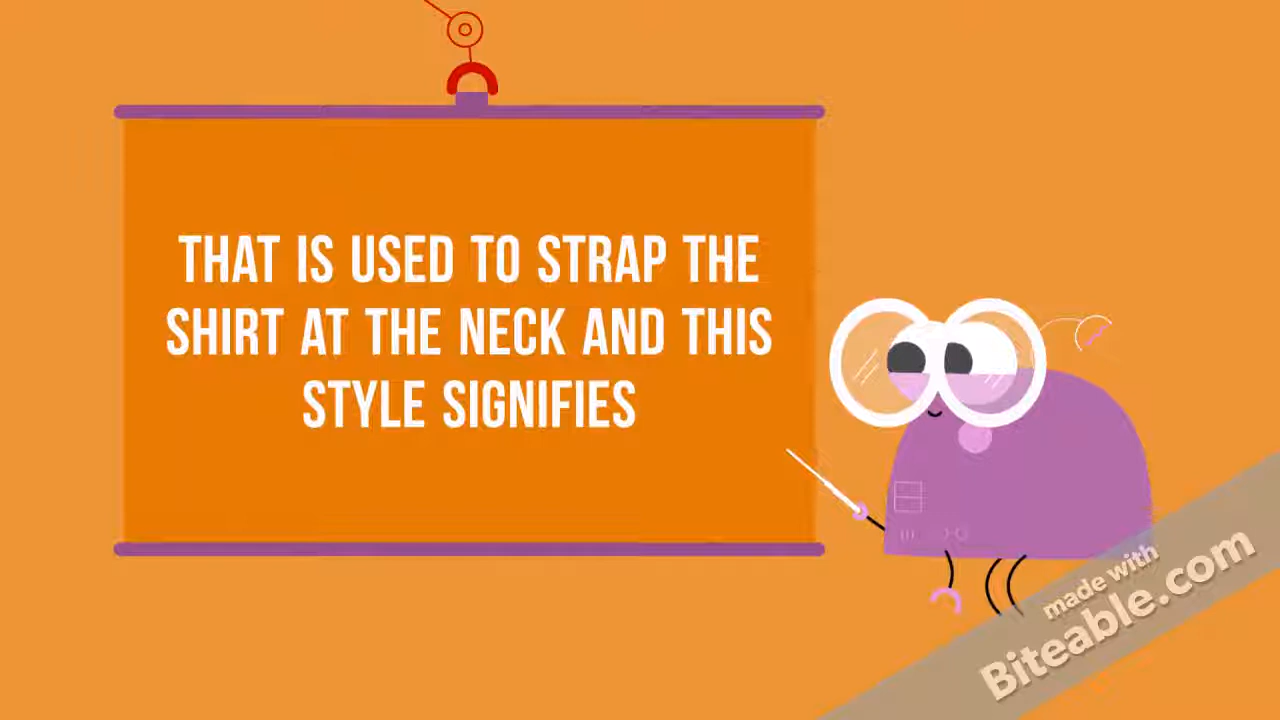 THAT IS USED TO STRAP THE
SHIRT AT THE NECK AND THIS
STYLE SIGNIFIES
made with
Biteable.com